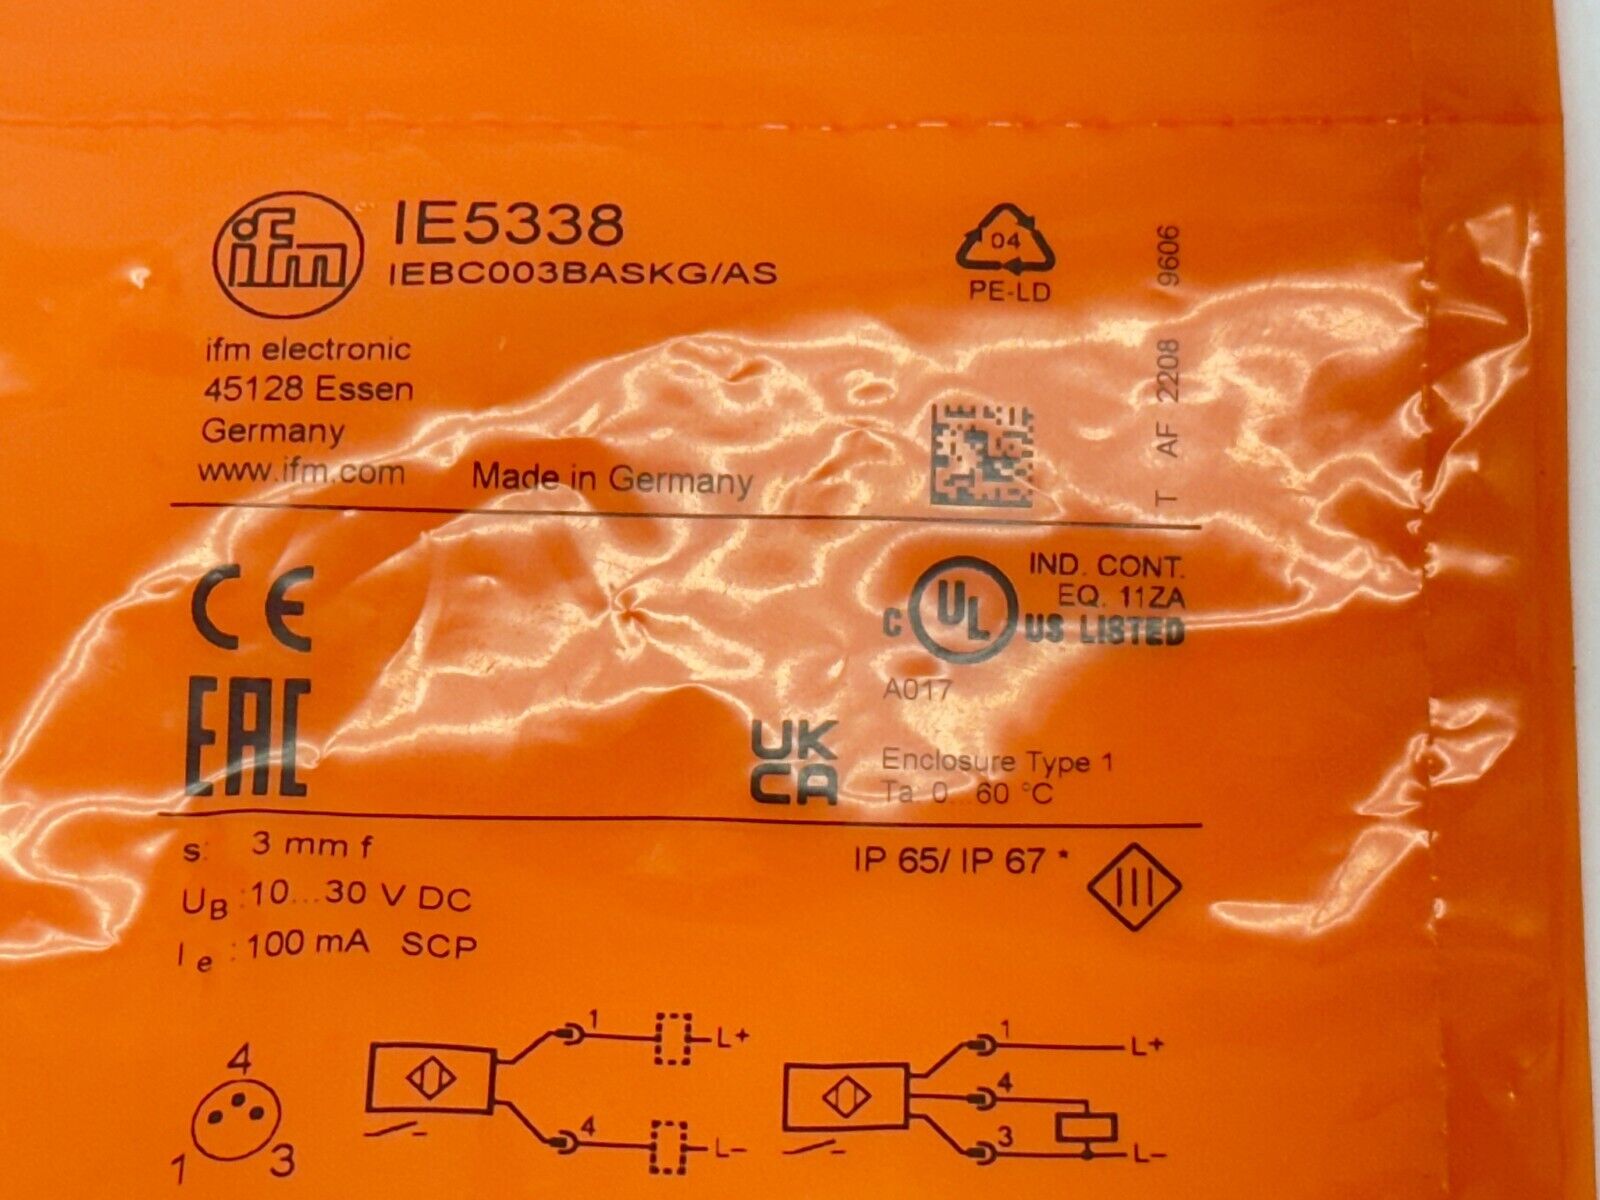 ifm
IE5338
IEBC003BASKG/AS
04
PE-LD
T AF 2208 9606
ifm electronic
45128 Essen
Germany
www.ifm.com
Made in Germany
CE
EAC
UK
CA
C UL US LISTED
IND. CONT.
EQ. 11ZA
A017
Enclosure Type 1
Ta 0...60 °C
s: 3 mm f
UB :10...30 V DC
Ie :100 mA SCP
IP 65/ IP 67 *
III
4
1
3
1
L+
4
L−
1
L+
4
3
L−